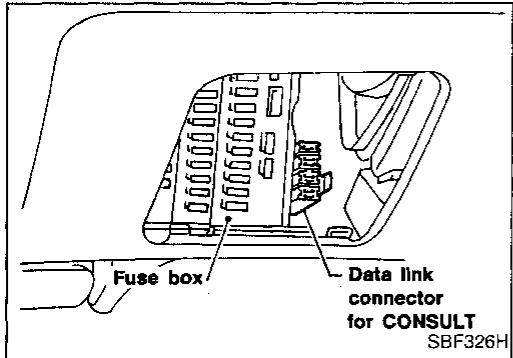 Fuse box
Data link
connector
for CONSULT
SBF326H